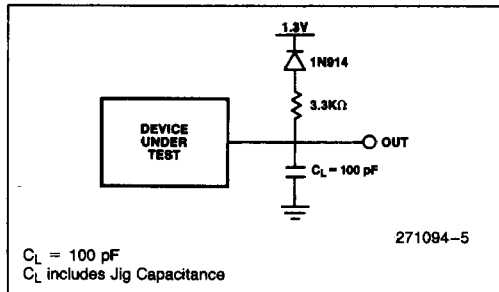 1.3V
1N914
3.3KΩ
DEVICE
UNDER
TEST
OUT
C_L = 100 pF
271094–5
C_L = 100 pF
C_L includes Jig Capacitance